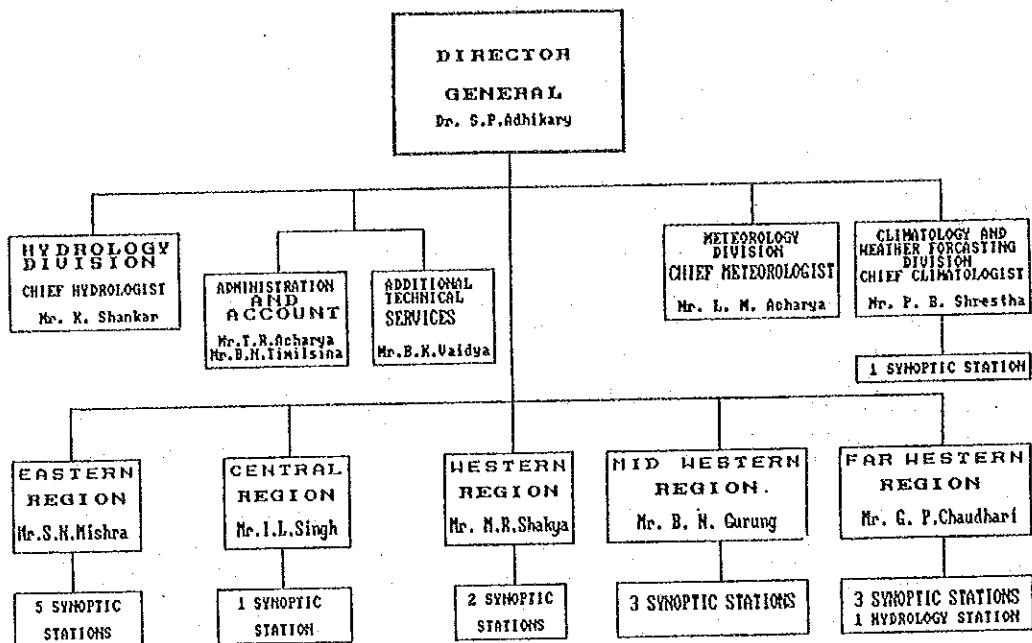 DIRECTOR
GENERAL
Dr. S.P.Adhikary
HYDROLOGY
DIVISION
CHIEF HYDROLOGIST
Mr. K. Shankar
ADMINISTRATION
AND
ACCOUNT
Mr.T.R.Acharya
Mr.B.N.Timilsina
ADDITIONAL
TECHNICAL
SERVICES
Mr.B.K.Vaidya
METEOROLOGY
DIVISION
CHIEF METEOROLOGIST
Mr. L. M. Acharya
CLIMATOLOGY AND
WEATHER FORCASTING
DIVISION
CHIEF CLIMATOLOGIST
Mr. P. B. Shrestha
1 SYNOPTIC STATION
EASTERN
REGION
Mr.S.K.Mishra
CENTRAL
REGION
Mr.I.L.Singh
WESTERN
REGION
Mr. M.R.Shakya
MID WESTERN
REGION.
Mr. B. N. Gurung
FAR WESTERN
REGION
Mr. G. P.Chaudhari
5 SYNOPTIC
STATIONS
1 SYNOPTIC
STATION
2 SYNOPTIC
STATIONS
3 SYNOPTIC STATIONS
3 SYNOPTIC STATIONS
1 HYDROLOGY STATION